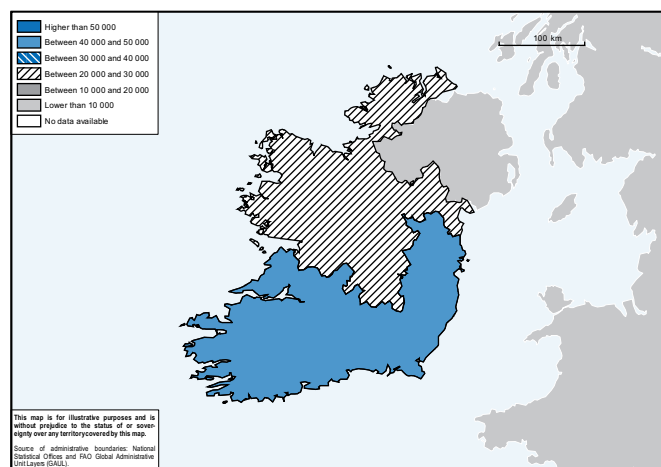 Higher than 50 000
Between 40 000 and 50 000
Between 30 000 and 40 000
Between 20 000 and 30 000
Between 10 000 and 20 000
Lower than 10 000
No data available
100 km
This map is for illustrative purposes and is
without prejudice to the status of or sover-
eignty over any territorycovered by this map.
Source of administrative boundaries: National
Statistical Offices and FAO Global Administrative
Unit Layers (GAUL).